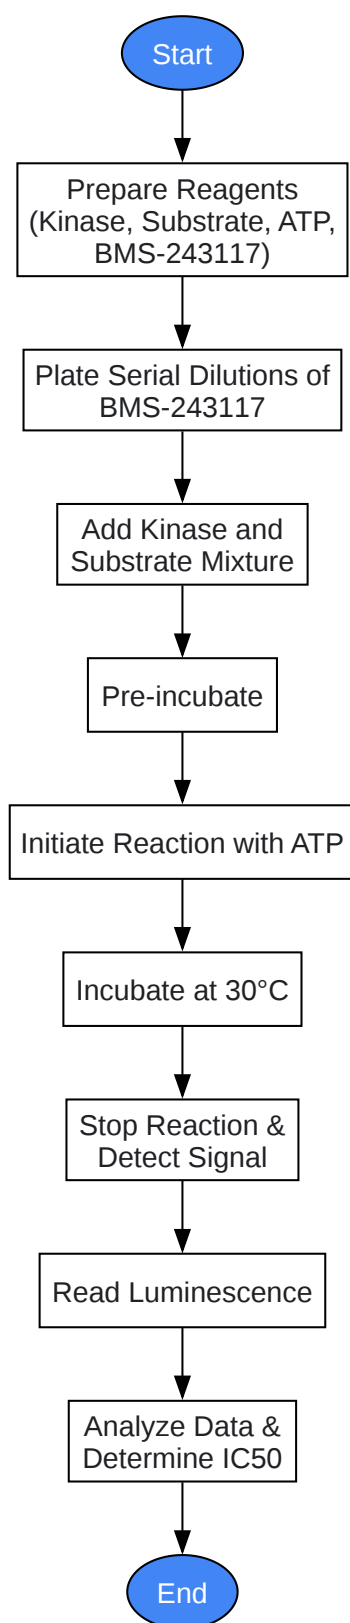 Start
Prepare Reagents
(Kinase, Substrate, ATP,
BMS-243117)
Plate Serial Dilutions of
BMS-243117
Add Kinase and
Substrate Mixture
Pre-incubate
Initiate Reaction with ATP
Incubate at 30°C
Stop Reaction &
Detect Signal
Read Luminescence
Analyze Data &
Determine IC50
End